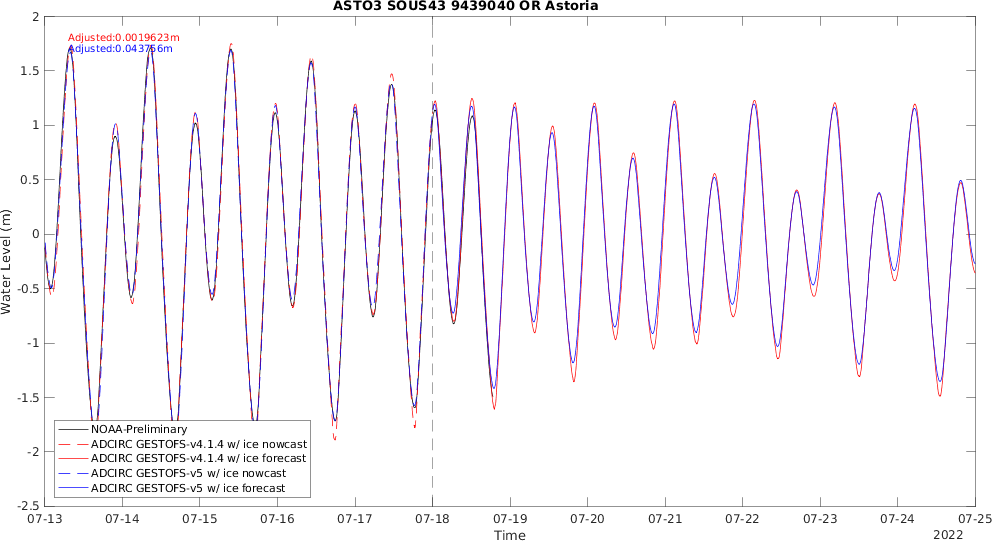 ASTO3 SOUS43 9439040 OR Astoria
Adjusted:0.0019623m
Adjusted:0.043756m
2
1.5
1
0.5
0
-0.5
-1
-1.5
-2
-2.5
Water Level (m)
NOAA-Preliminary
ADCIRC GESTOFS-v4.1.4 w/ ice nowcast
ADCIRC GESTOFS-v4.1.4 w/ ice forecast
ADCIRC GESTOFS-v5 w/ ice nowcast
ADCIRC GESTOFS-v5 w/ ice forecast
07-13 07-14 07-15 07-16 07-17 07-18 07-19 07-20 07-21 07-22 07-23 07-24 07-25
Time
2022